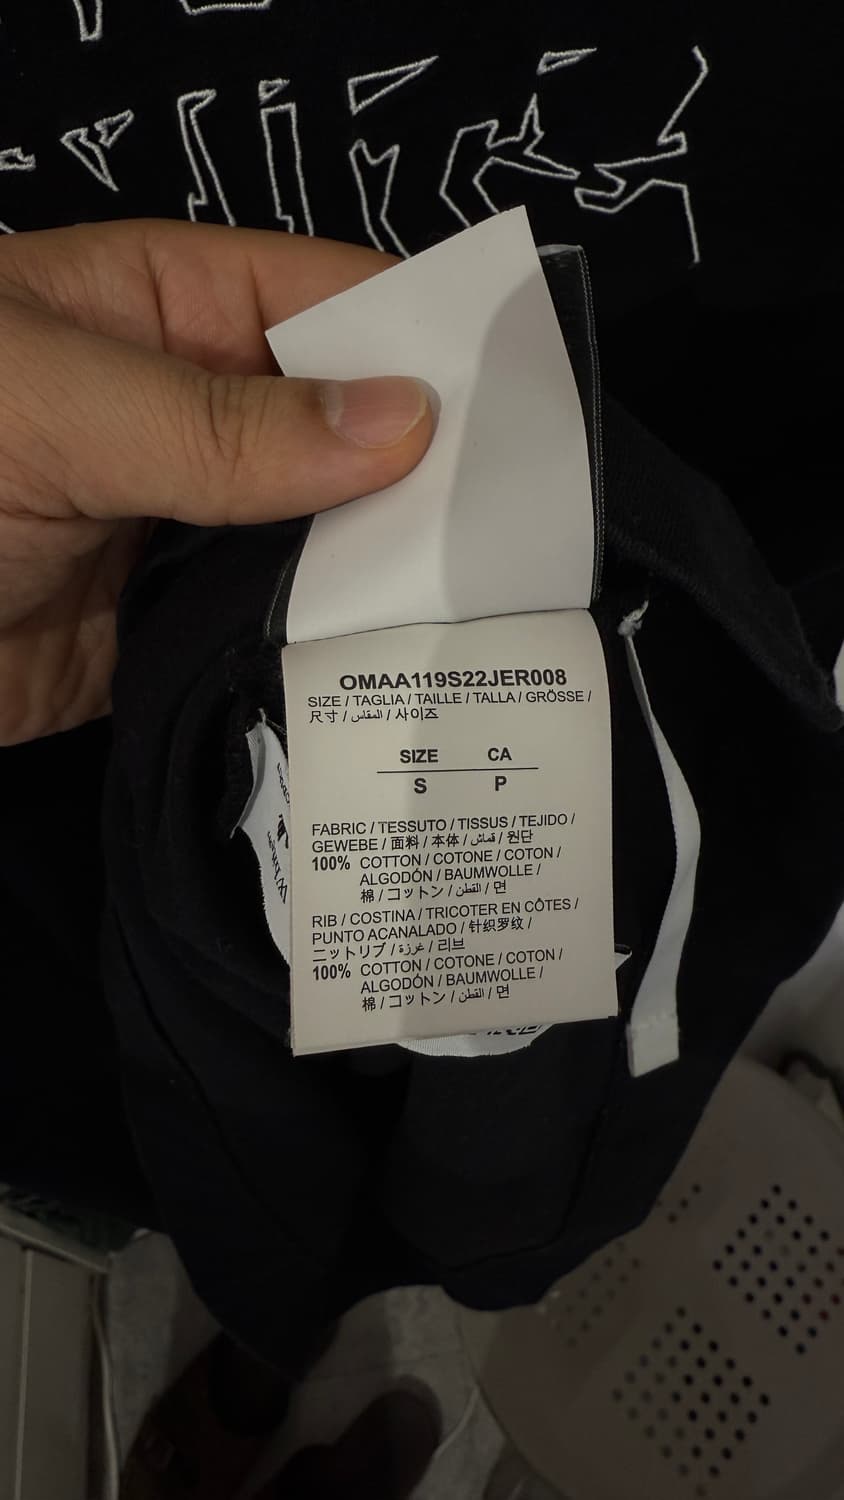 OMAA119S22JER008
SIZE / TAGLIA / TAILLE / TALLA / GRÖSSE /
尺寸 / المقاس / 사이즈
SIZE CA
S P
FABRIC / TESSUTO / TISSUS / TEJIDO /
GEWEBE / 面料 / 本体 / قماش / 원단
100% COTTON / COTONE / COTON /
ALGODÓN / BAUMWOLLE /
棉 / コットン / القطن / 면
RIB / COSTINA / TRICOTER EN CÔTES /
PUNTO ACANALADO / 针织罗纹 /
ニットリブ / غرزة / 리브
100% COTTON / COTONE / COTON /
ALGODÓN / BAUMWOLLE /
棉 / コットン / القطن / 면